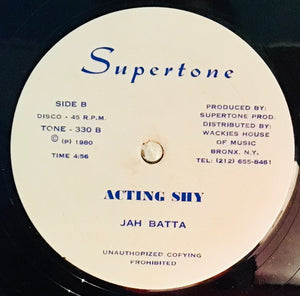 Supertone
SIDE B
DISCO - 45 R.P.M.
TONE - 330 B
© (p) 1980
TIME 4:56
PRODUCED BY:
SUPERTONE PROD.
DISTRIBUTED BY:
WACKIES HOUSE
OF MUSIC
BRONX. N.Y.
TEL: (212) 655-8461
ACTING SHY
JAH BATTA
UNAUTHORIZED COPYING
PROHIBITED